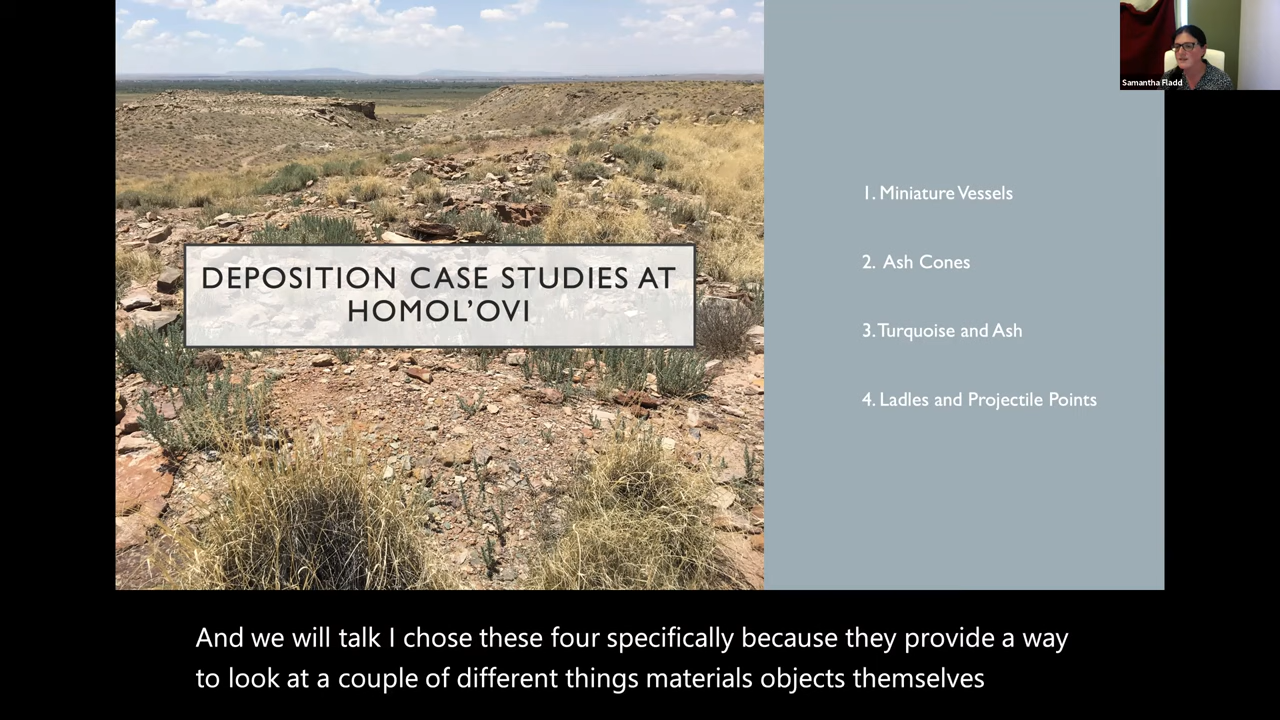 Samantha Fladd
DEPOSITION CASE STUDIES AT
HOMOL’OVI
1. Miniature Vessels
2. Ash Cones
3. Turquoise and Ash
4. Ladles and Projectile Points
And we will talk I chose these four specifically because they provide a way
to look at a couple of different things materials objects themselves